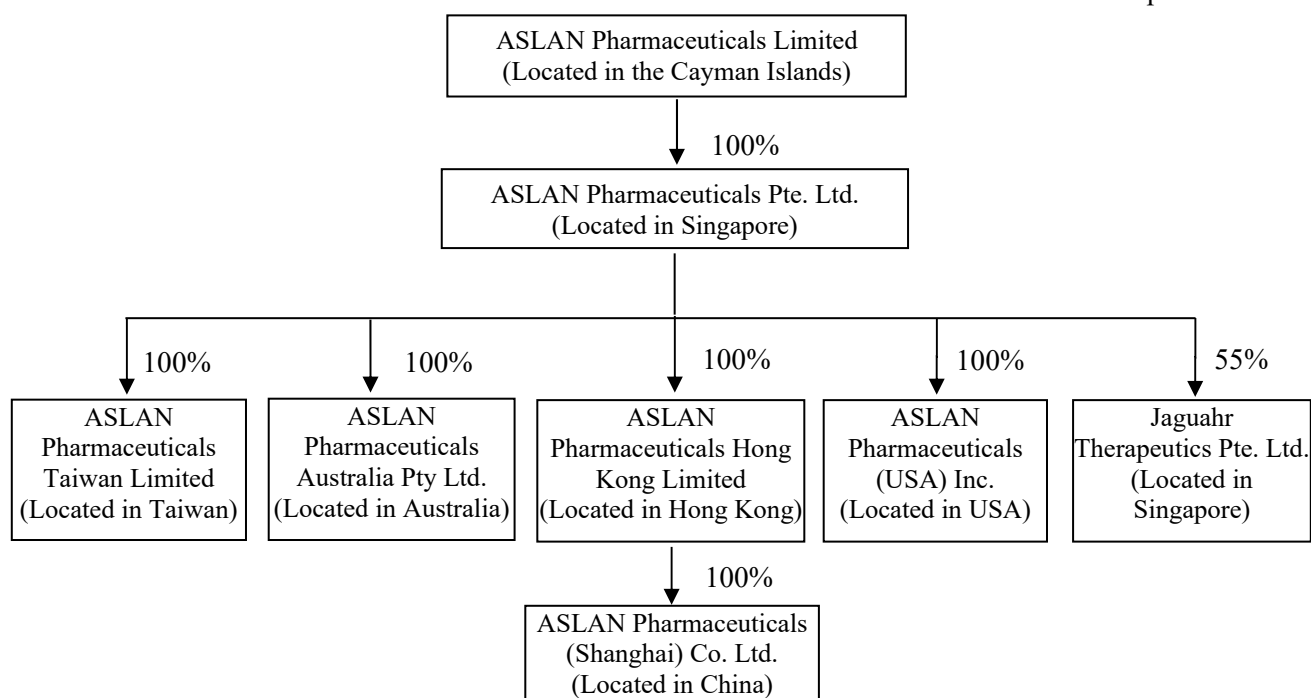 ASLAN Pharmaceuticals Limited
(Located in the Cayman Islands)
100%
ASLAN Pharmaceuticals Pte. Ltd.
(Located in Singapore)
100%
100%
100%
100%
55%
ASLAN
Pharmaceuticals
Taiwan Limited
(Located in Taiwan)
ASLAN
Pharmaceuticals
Australia Pty Ltd.
(Located in Australia)
ASLAN
Pharmaceuticals Hong
Kong Limited
(Located in Hong Kong)
ASLAN
Pharmaceuticals
(USA) Inc.
(Located in USA)
Jaguahr
Therapeutics Pte. Ltd.
(Located in
Singapore)
100%
ASLAN Pharmaceuticals
(Shanghai) Co. Ltd.
(Located in China)